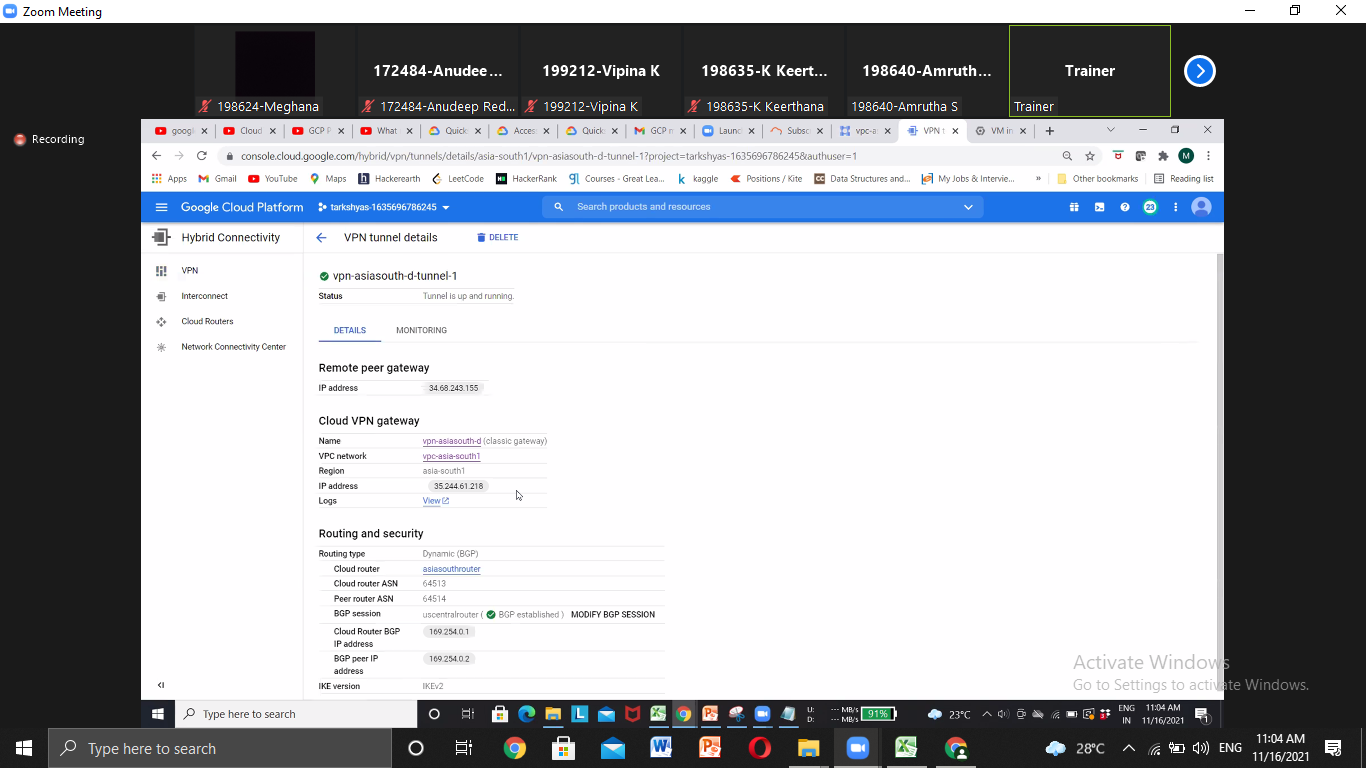 Zoom Meeting
172484-Anudee... 199212-Vipina K 198635-K Keert... 198640-Amruth... Trainer
198624-Meghana 172484-Anudeep Red... 199212-Vipina K 198635-K Keerthana 198640-Amrutha S Trainer
Recording
googl Cloud GCP P What Quick Acces Quick GCP m Launc Subsc vpc-a VPN t VM in
console.cloud.google.com/hybrid/vpn/tunnels/details/asia-south1/vpn-asiasouth-d-tunnel-1?project=tarkshyas-1635696786245&authuser=1
M
Apps Gmail YouTube Maps Hackerearth LeetCode HackerRank Courses - Great Lea... kaggle Positions / Kite Data Structures and... My Jobs & Intervie... » Other bookmarks Reading list
Google Cloud Platform tarkshyas-1635696786245 Search products and resources 23
Hybrid Connectivity VPN tunnel details DELETE
VPN
Interconnect
Cloud Routers
Network Connectivity Center
vpn-asiasouth-d-tunnel-1
Status Tunnel is up and running.
DETAILS MONITORING
Remote peer gateway
IP address 34.68.243.155
Cloud VPN gateway
Name vpn-asiasouth-d (classic gateway)
VPC network vpc-asia-south1
Region asia-south1
IP address 35.244.61.218
Logs View
Routing and security
Routing type Dynamic (BGP)
Cloud router asiasouthrouter
Cloud router ASN 64513
Peer router ASN 64514
BGP session uscentralrouter ( BGP established ) MODIFY BGP SESSION
Cloud Router BGP IP address 169.254.0.1
BGP peer IP address 169.254.0.2
IKE version IKEv2
Activate Windows
Go to Settings to activate Windows.
Type here to search U: --- MB/s D: --- MB/s 91% 23°C ENG IN 11:04 AM 11/16/2021 1
Type here to search 28°C ENG 11:04 AM 11/16/2021